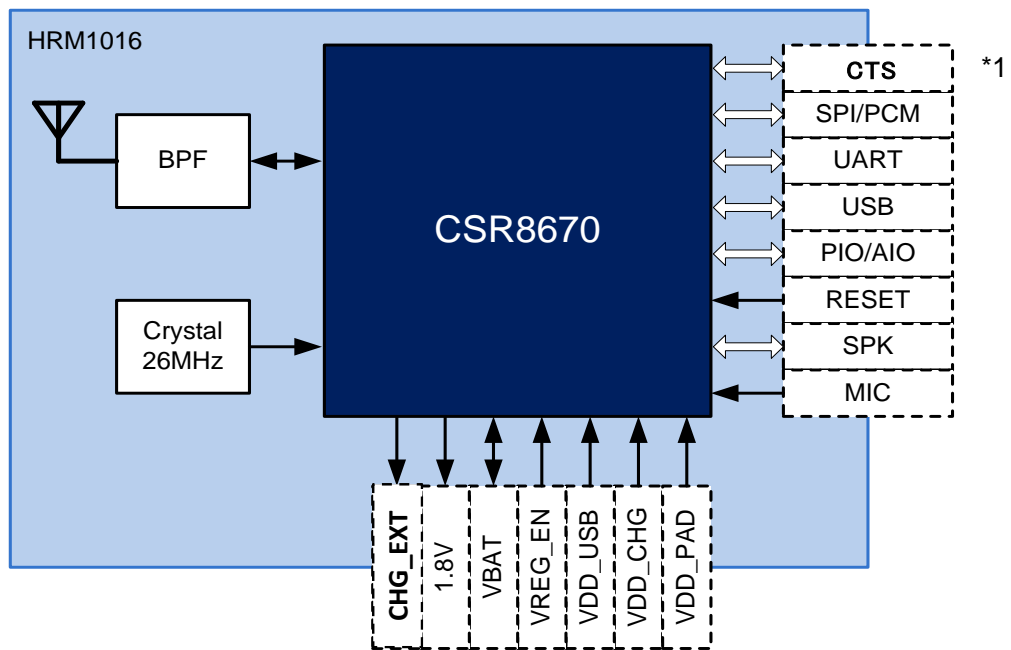 HRM1016
CTS
*1
SPI/PCM
BPF
UART
CSR8670
USB
PIO/AIO
RESET
Crystal
26MHz
SPK
MIC
CHG_EXT
1.8V
VBAT
VREG_EN
VDD_USB
VDD_CHG
VDD_PAD